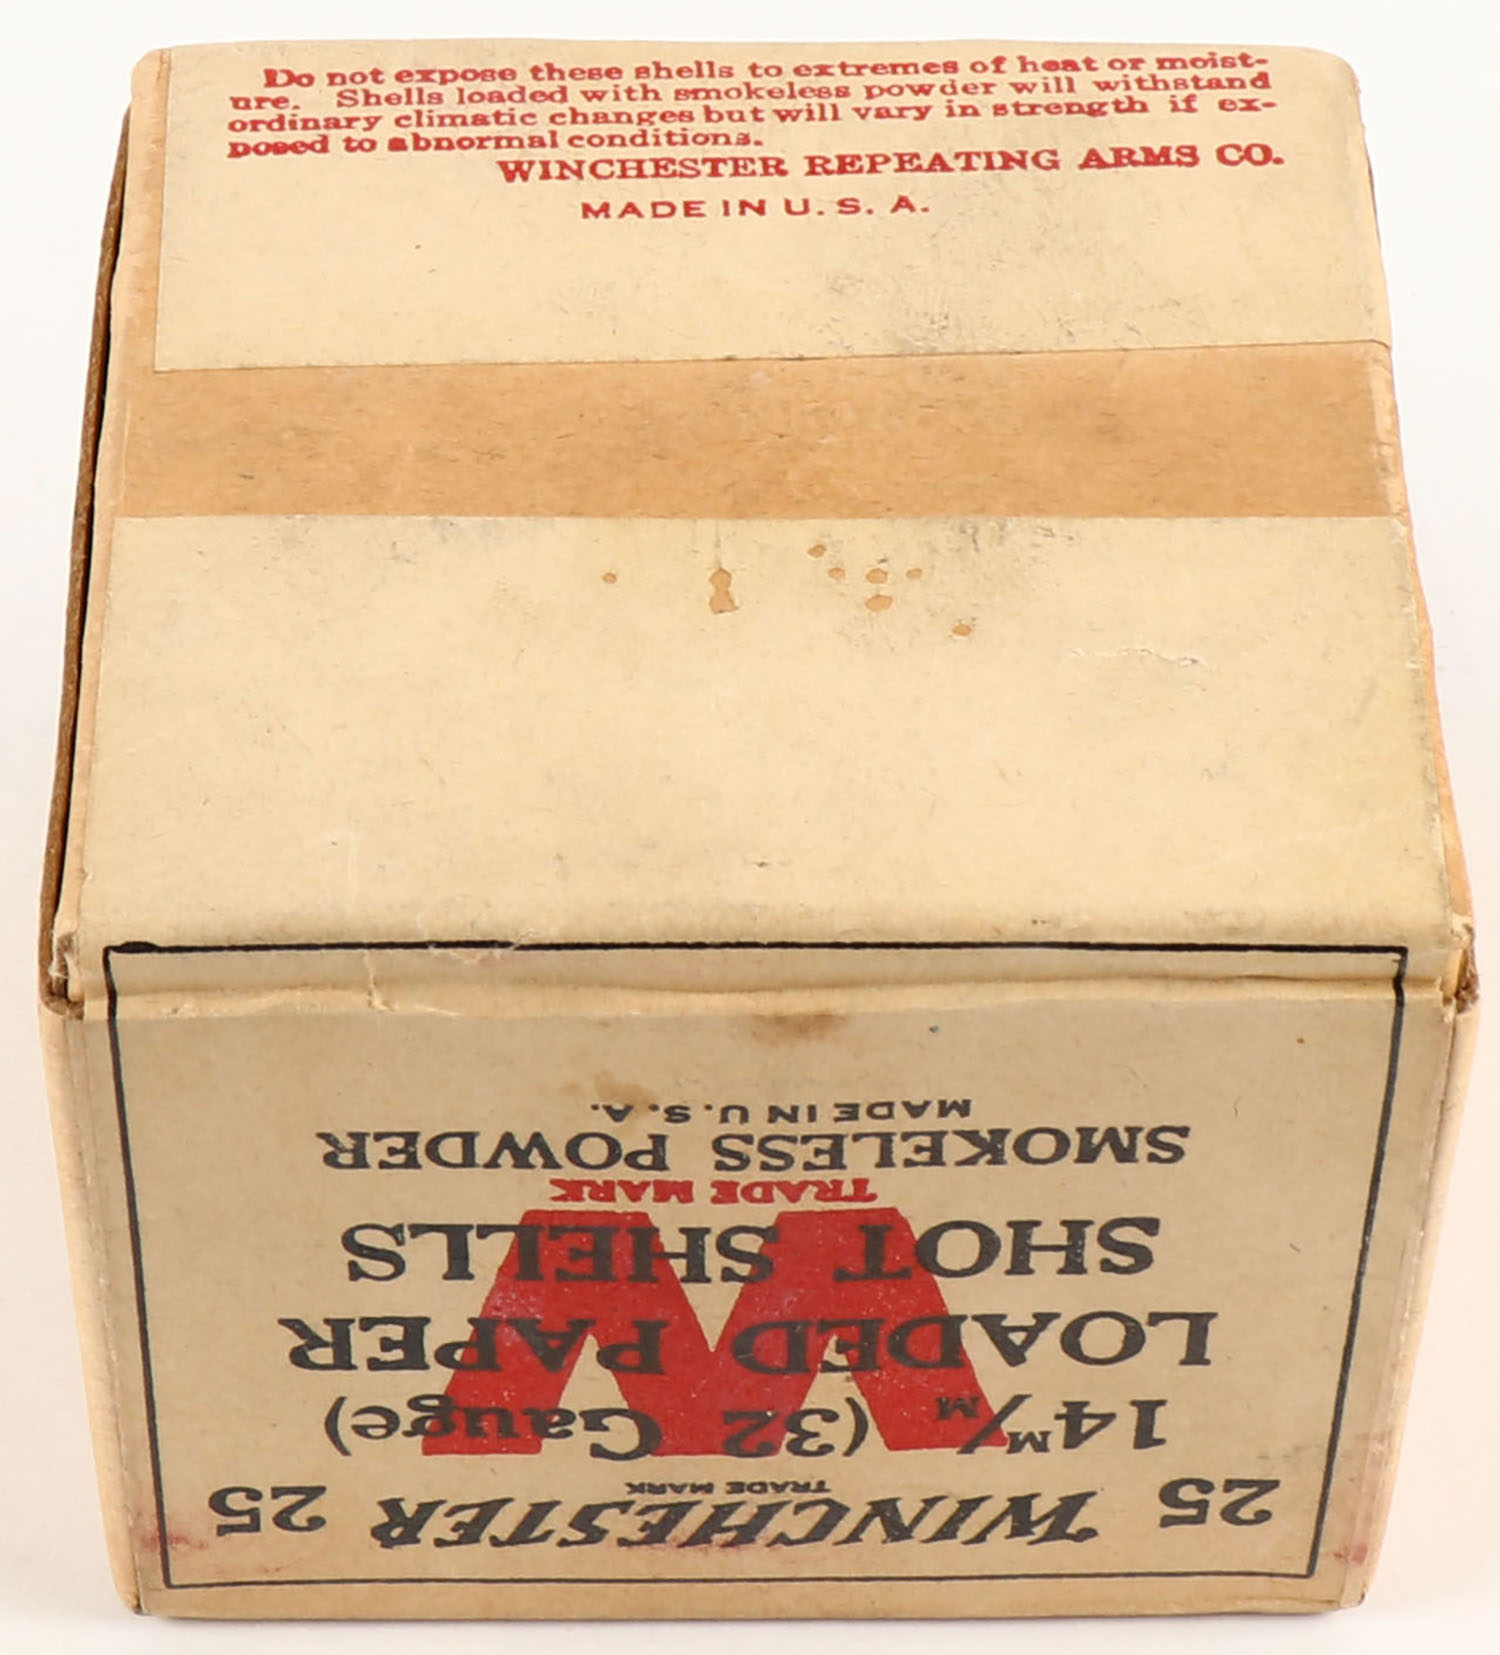 Do not expose these shells to extremes of heat or moist-
ure. Shells loaded with smokeless powder will withstand
ordinary climatic changes but will vary in strength if ex-
posed to abnormal conditions.
WINCHESTER REPEATING ARMS CO.
MADE IN U. S. A.
25 WINCHESTER 25
TRADE MARK
14 M/M (32 Gauge)
LOADED PAPER
SHOT SHELLS
TRADE MARK
SMOKELESS POWDER
MADE IN U.S.A.
W